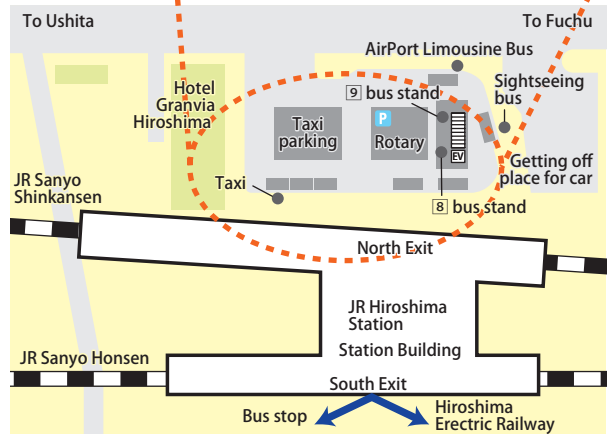 To Ushita
To Fuchu
AirPort Limousine Bus
Hotel
Granvia
Hiroshima
9 bus stand
Sightseeing
bus
P
Taxi
parking
Rotary
EV
Getting off
place for car
Taxi
8 bus stand
JR Sanyo
Shinkansen
North Exit
JR Hiroshima
Station
Station Building
JR Sanyo Honsen
South Exit
Bus stop
Hiroshima
Erectric Railway